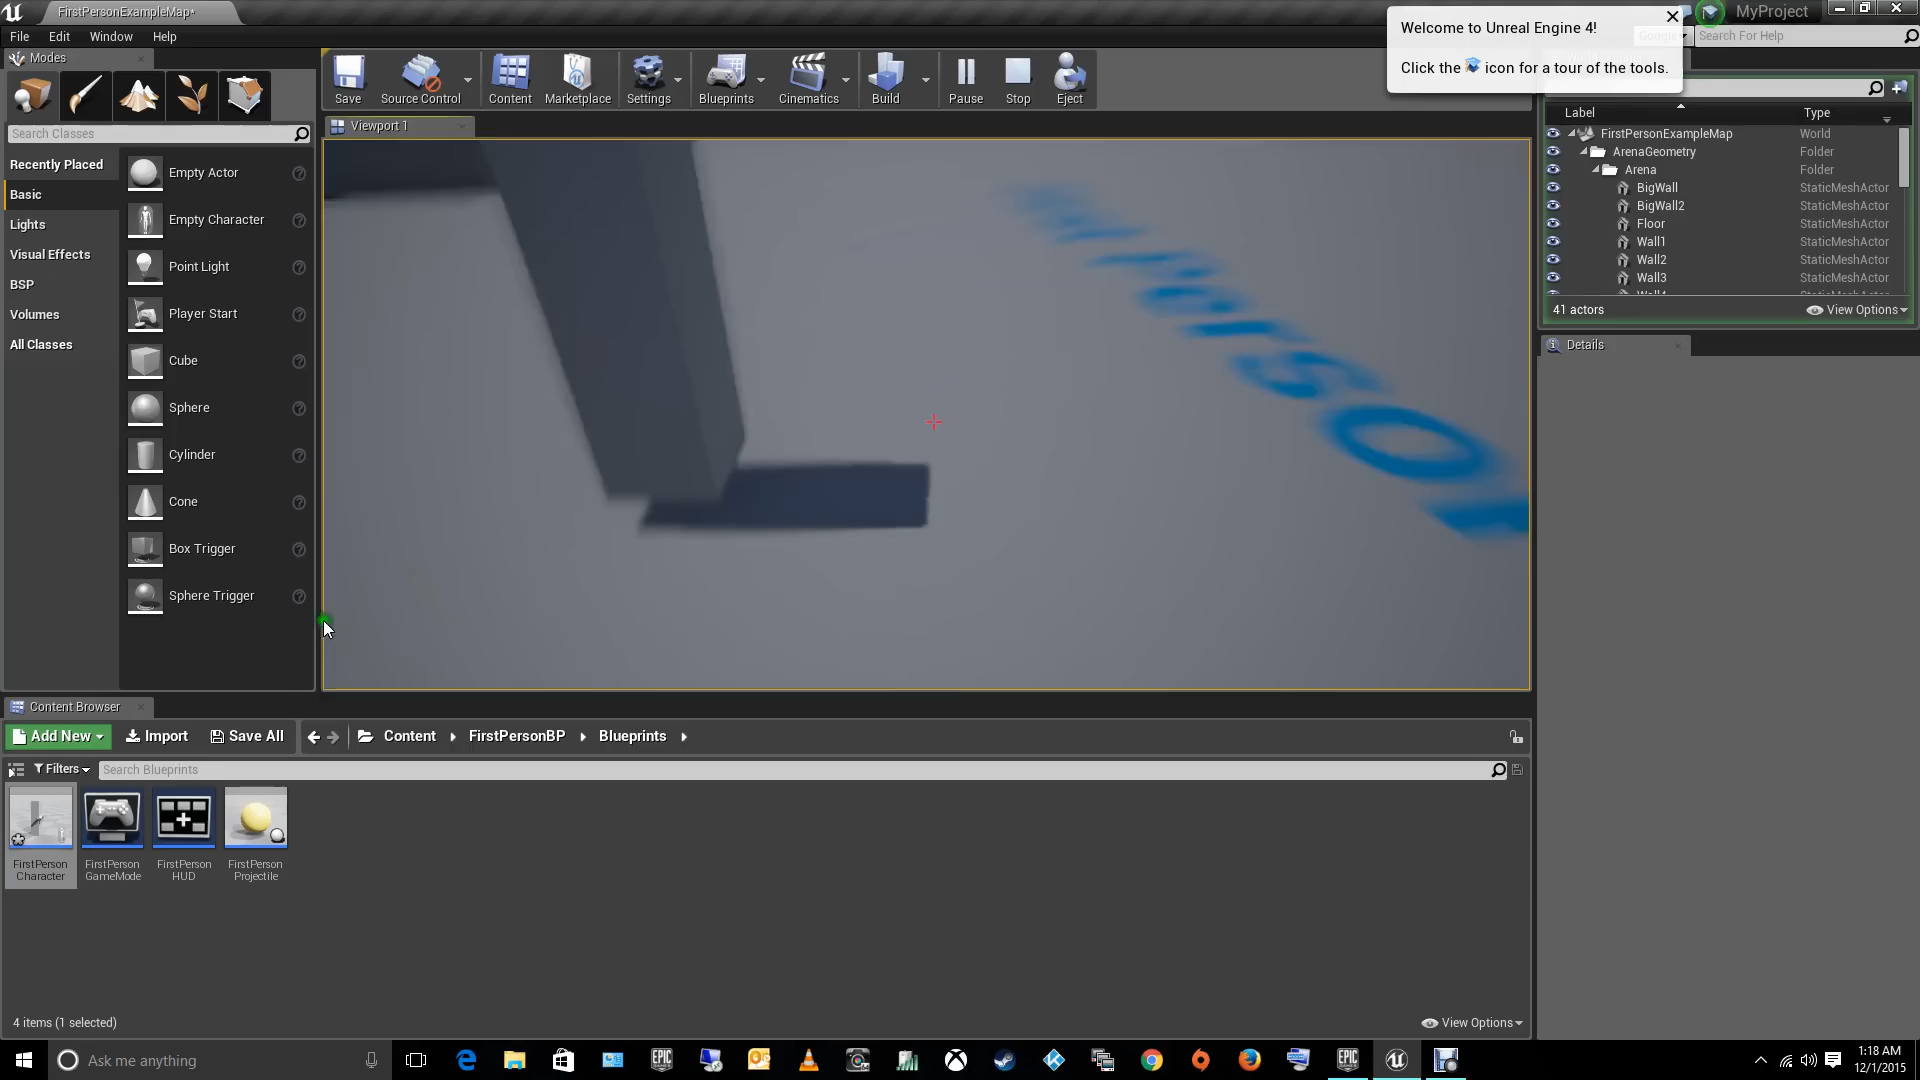 FirstPersonExampleMap*
MyProject
File
Edit
Window
Help
Search For Help
Welcome to Unreal Engine 4!
Click the icon for a tour of the tools.
Modes
Search Classes
Recently Placed
Basic
Lights
Visual Effects
BSP
Volumes
All Classes
Empty Actor
Empty Character
Point Light
Player Start
Cube
Sphere
Cylinder
Cone
Box Trigger
Sphere Trigger
Save
Source Control
Content
Marketplace
Settings
Blueprints
Cinematics
Build
Pause
Stop
Eject
Viewport 1
Label
Type
FirstPersonExampleMap
World
ArenaGeometry
Folder
Arena
Folder
BigWall
StaticMeshActor
BigWall2
StaticMeshActor
Floor
StaticMeshActor
Wall1
StaticMeshActor
Wall2
StaticMeshActor
Wall3
StaticMeshActor
41 actors
View Options
Details
Content Browser
Add New
Import
Save All
Content
FirstPersonBP
Blueprints
Filters
Search Blueprints
FirstPerson
Character
FirstPerson
GameMode
FirstPerson
HUD
FirstPerson
Projectile
4 items (1 selected)
View Options
Ask me anything
1:18 AM
12/1/2015